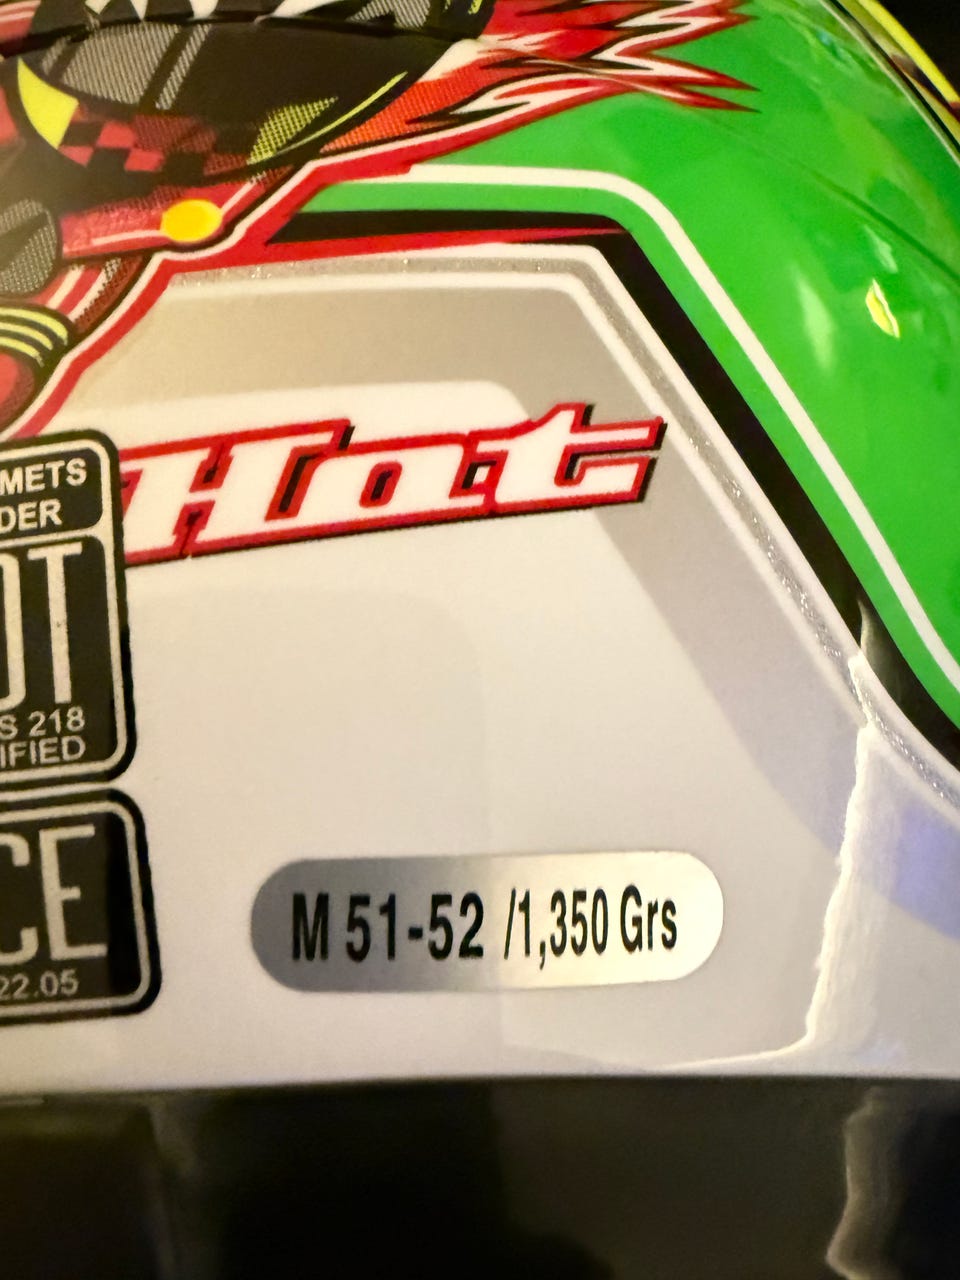 Hot
METS
DER
OT
S 218
IFIED
CE
22.05
M 51-52 /1,350 Grs